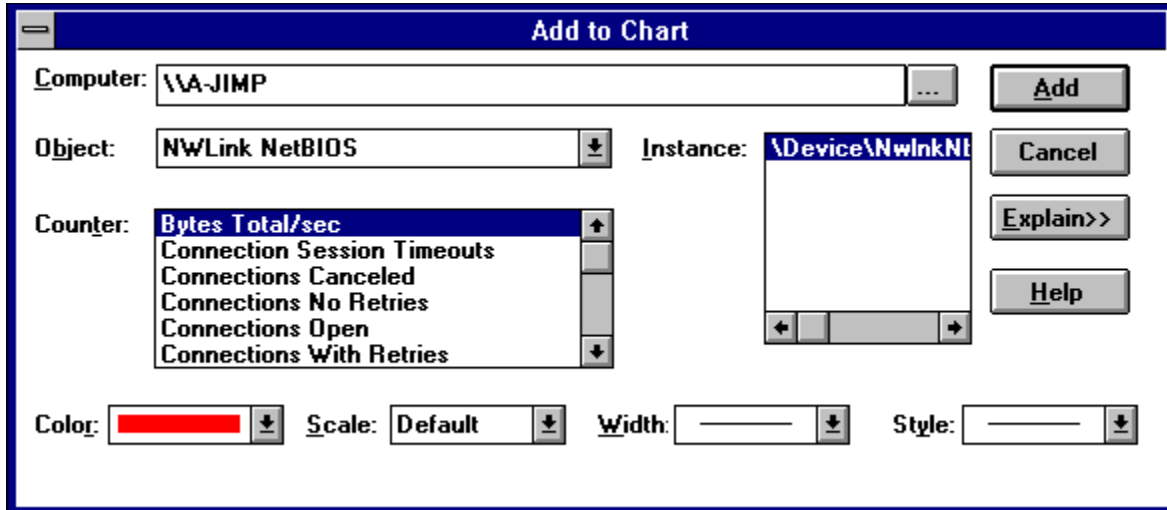 Add to Chart
Computer: \\A-JIMP ... Add
Object: NWLink NetBIOS Instance: \Device\NwlnkNb Cancel
Counter: Bytes Total/sec Explain>>
Connection Session Timeouts
Connections Canceled
Connections No Retries Help
Connections Open
Connections With Retries
Color: Scale: Default Width: Style: